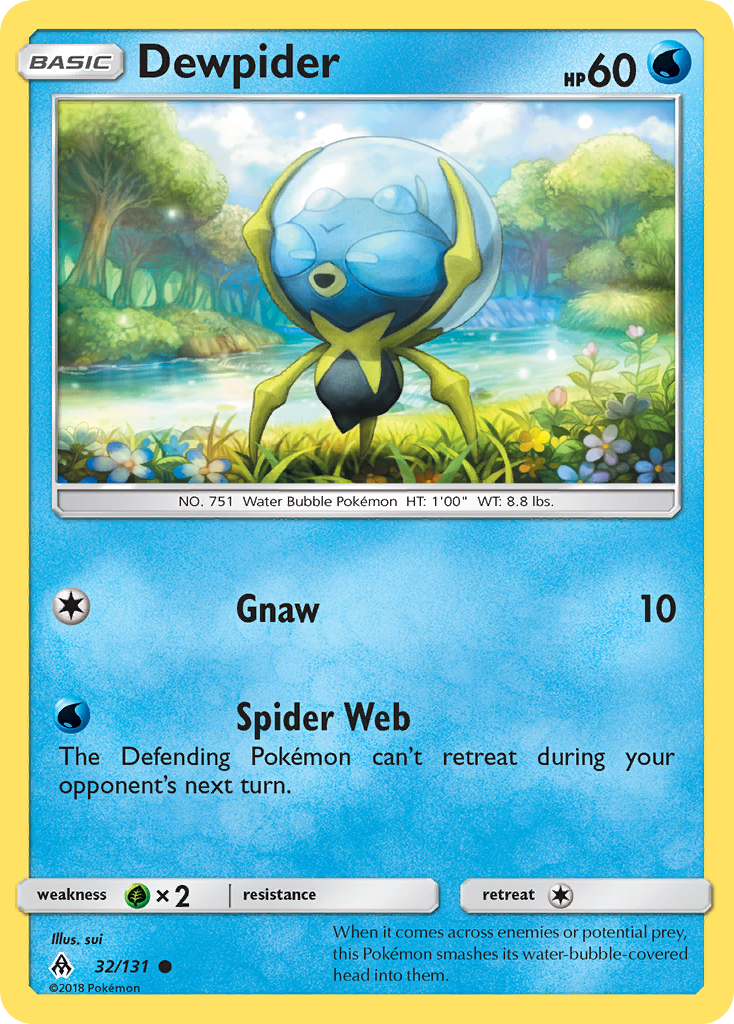 BASIC Dewpider HP60
NO. 751 Water Bubble Pokémon HT: 1'00" WT: 8.8 lbs.
Gnaw 10
Spider Web
The Defending Pokémon can't retreat during your
opponent's next turn.
weakness ×2 resistance retreat
Illus. sui
32/131
©2018 Pokémon
When it comes across enemies or potential prey,
this Pokémon smashes its water-bubble-covered
head into them.